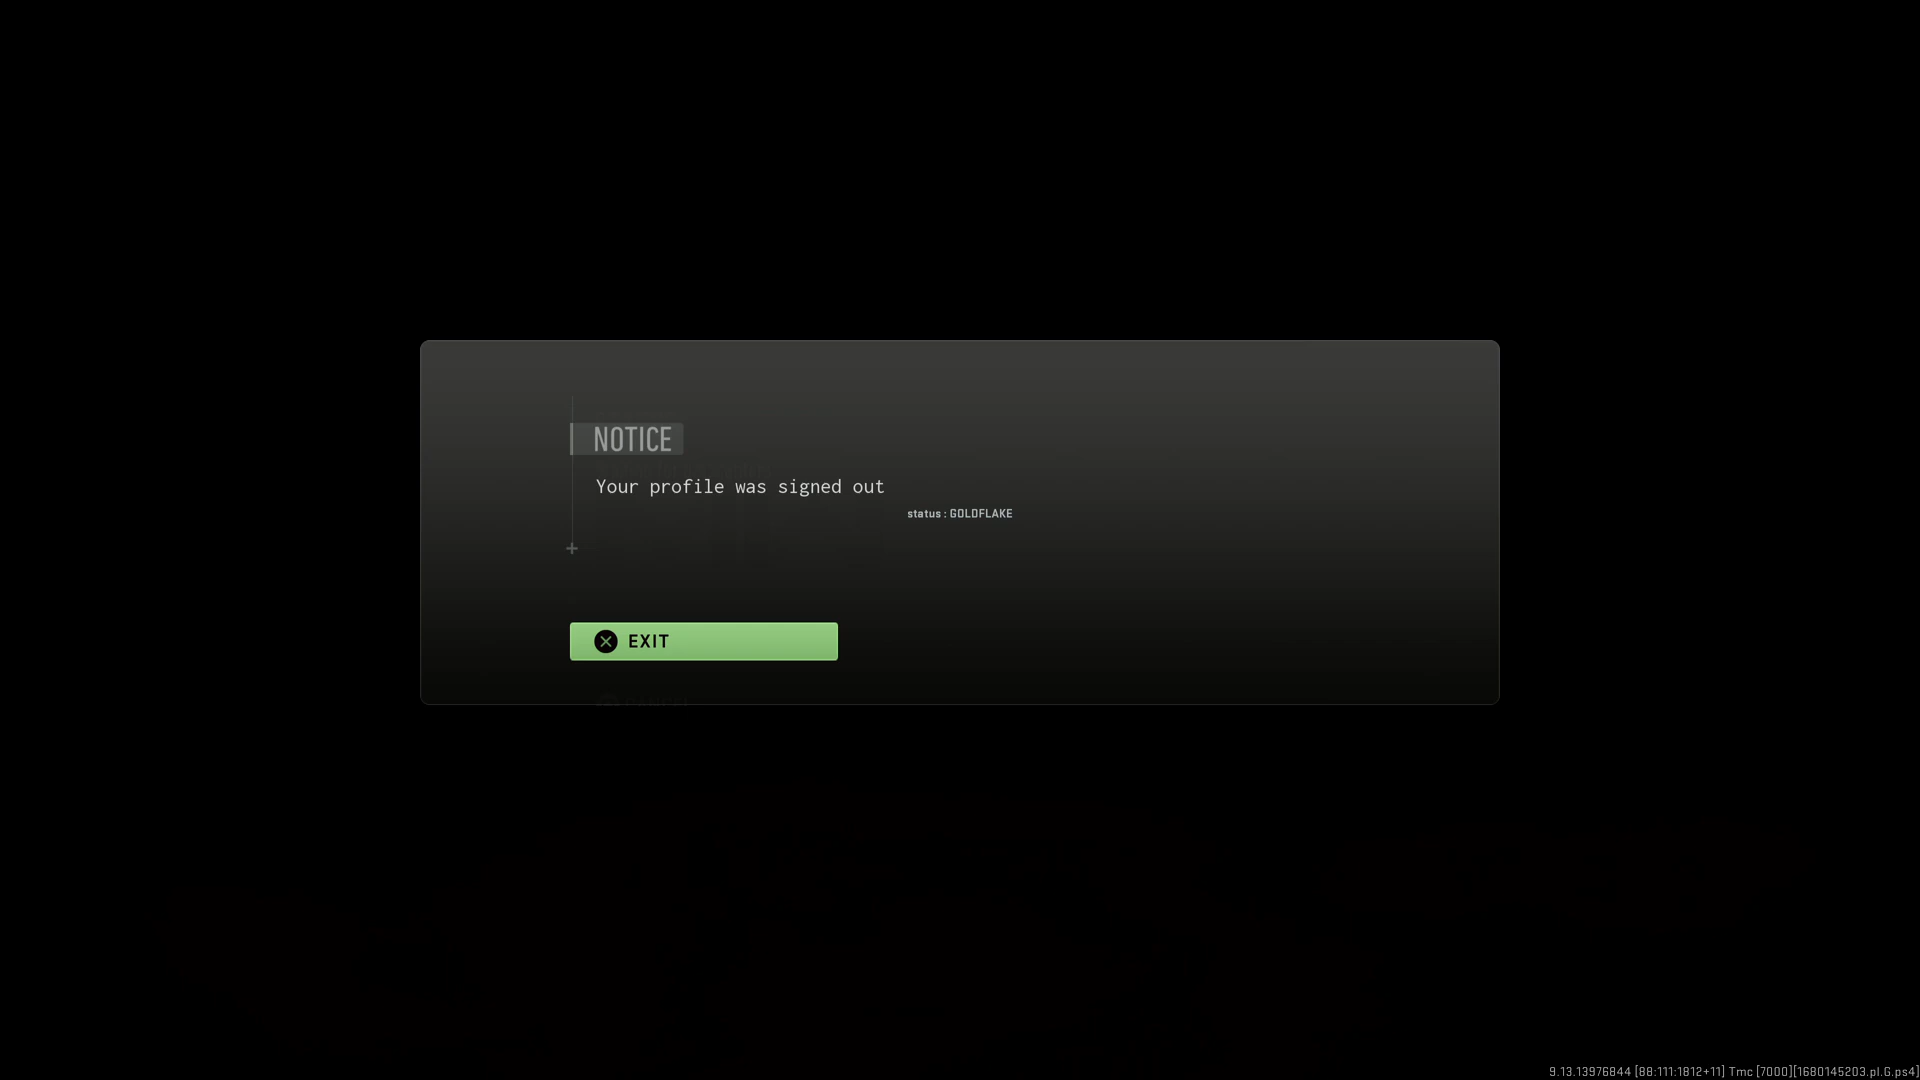 NOTICE
Your profile was signed out
status : GOLDFLAKE
EXIT
9.13.13976844 [88:111:1812+11] Tmc [7000][1680145203.pl.G.ps4]